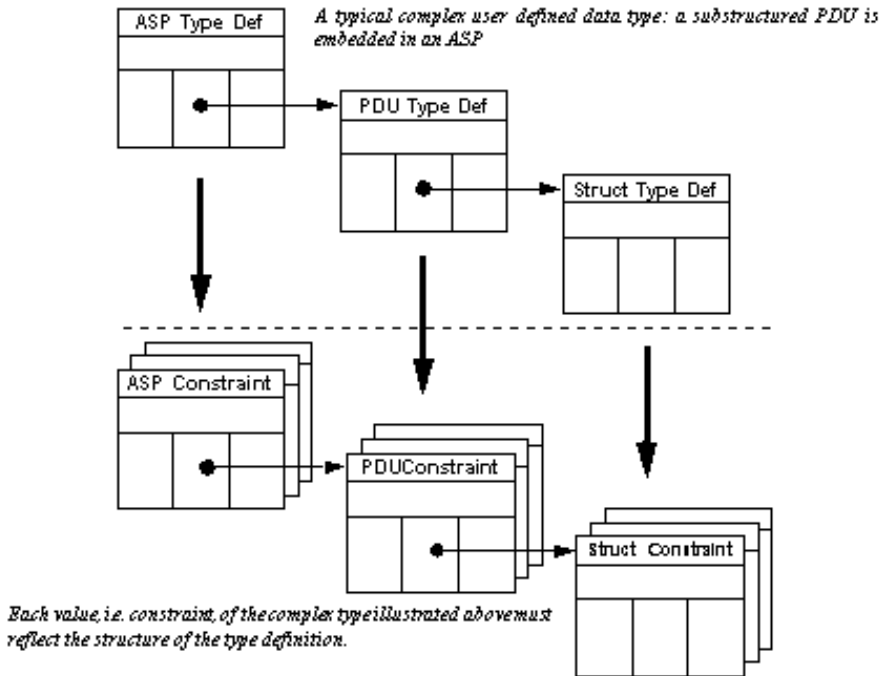 ASP Type Def
A typical complex user defined data type: a substructured PDU is
embedded in an ASP
PDU Type Def
Struct Type Def
ASP Constraint
PDUConstraint
Struct Constraint
Each value, i.e. constraint, of the complex type illustrated above must
reflect the structure of the type definition.